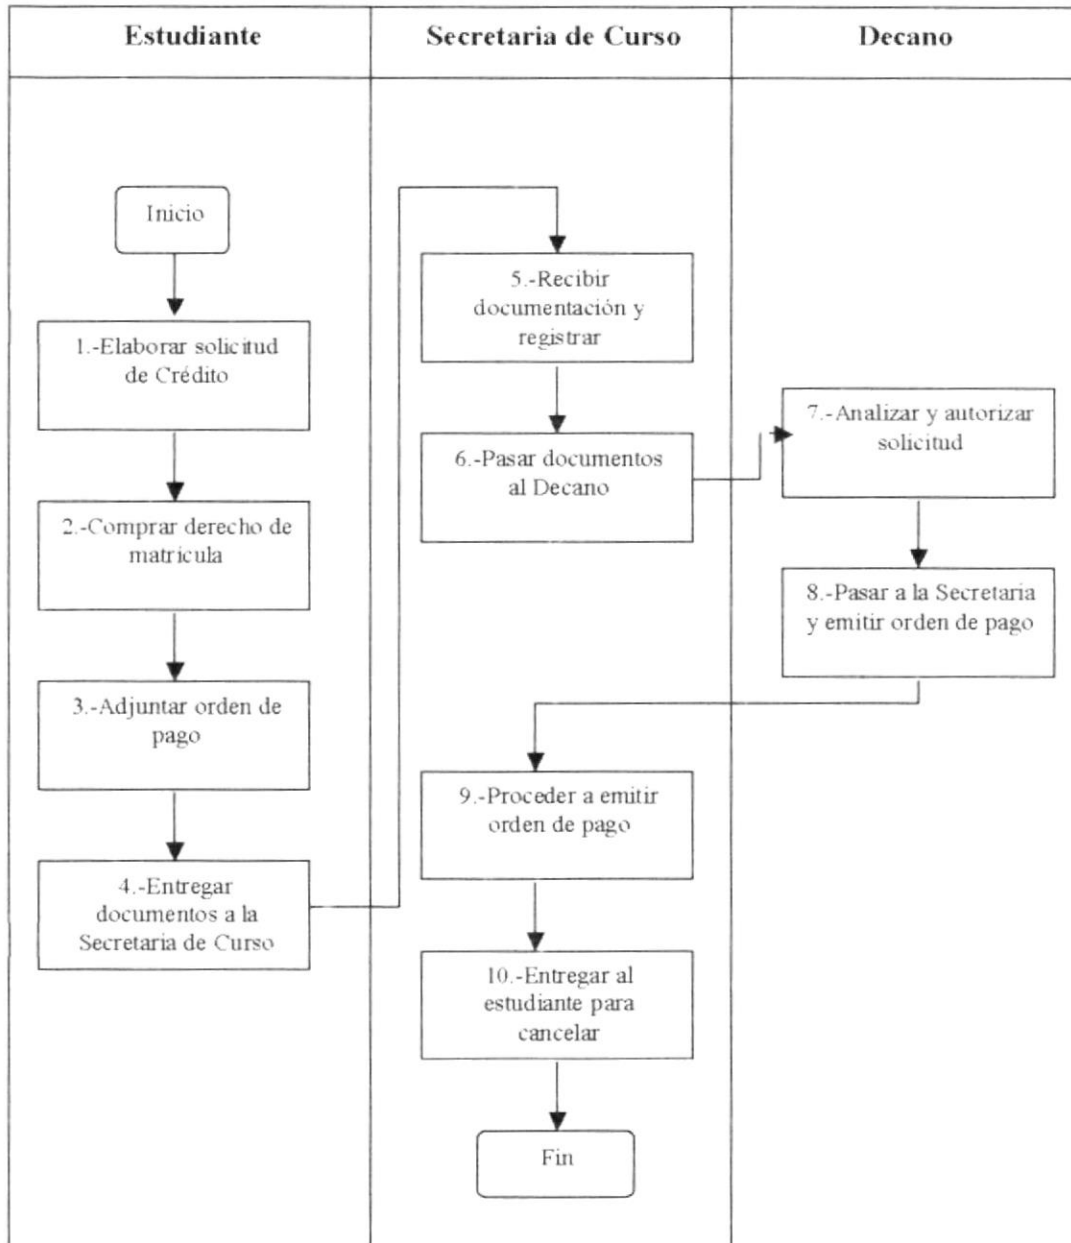 Estudiante
Secretaria de Curso
Decano
Inicio
1.-Elaborar solicitud
de Crédito
2.-Comprar derecho de
matricula
3.-Adjuntar orden de
pago
4.-Entregar
documentos a la
Secretaria de Curso
5.-Recibir
documentación y
registrar
6.-Pasar documentos
al Decano
7.-Analizar y autorizar
solicitud
8.-Pasar a la Secretaria
y emitir orden de pago
9.-Proceder a emitir
orden de pago
10.-Entregar al
estudiante para
cancelar
Fin